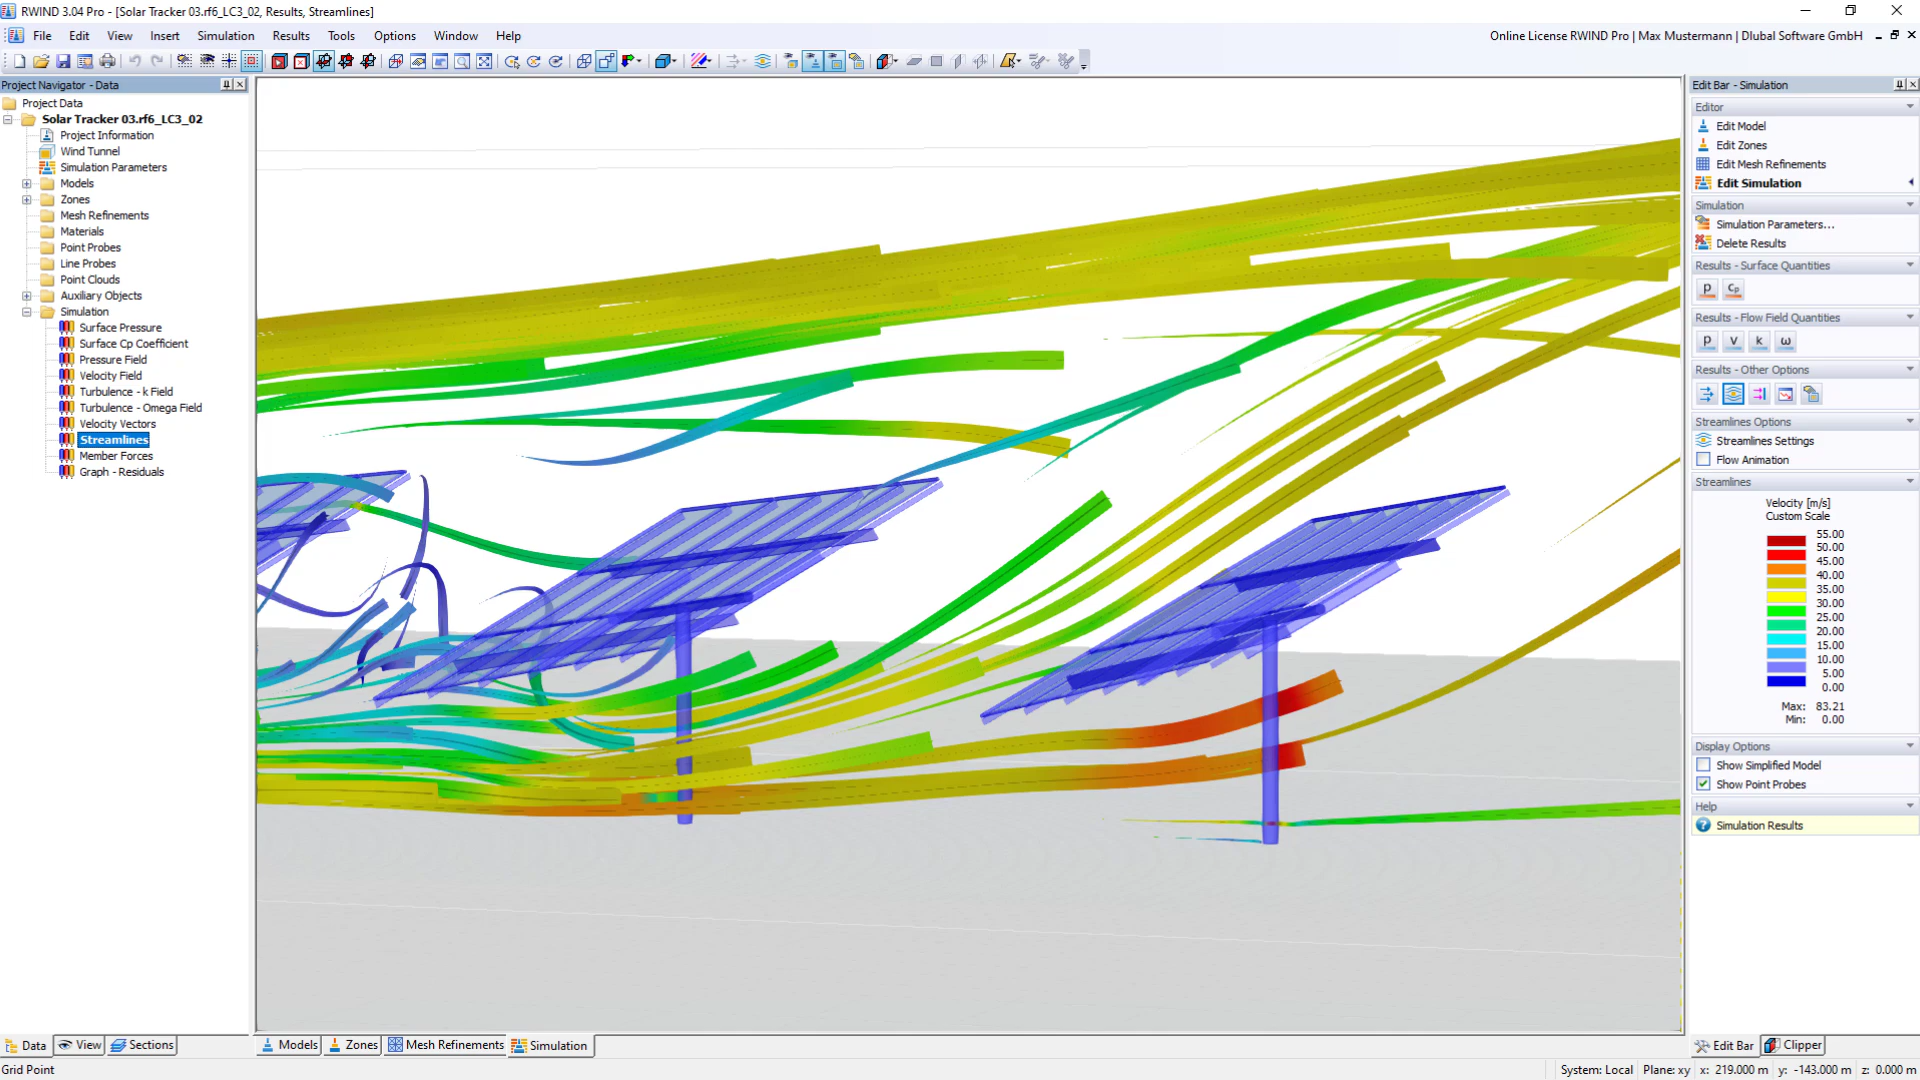 RWIND 3.04 Pro - [Solar Tracker 03.rf6_LC3_02, Results, Streamlines]
File Edit View Insert Simulation Results Tools Options Window Help
Online License RWIND Pro | Max Mustermann | Dlubal Software GmbH
Project Navigator - Data
Project Data
Solar Tracker 03.rf6_LC3_02
Project Information
Wind Tunnel
Simulation Parameters
Models
Zones
Mesh Refinements
Materials
Point Probes
Line Probes
Point Clouds
Auxiliary Objects
Simulation
Surface Pressure
Surface Cp Coefficient
Pressure Field
Velocity Field
Turbulence - k Field
Turbulence - Omega Field
Velocity Vectors
Streamlines
Member Forces
Graph - Residuals
Edit Bar - Simulation
Editor
Edit Model
Edit Zones
Edit Mesh Refinements
Edit Simulation
Simulation
Simulation Parameters...
Delete Results
Results - Surface Quantities
p Cp
Results - Flow Field Quantities
p v k ω
Results - Other Options
Streamlines Options
Streamlines Settings
Flow Animation
Streamlines
Velocity [m/s]
Custom Scale
55.00
50.00
45.00
40.00
35.00
30.00
25.00
20.00
15.00
10.00
5.00
0.00
Max: 83.21
Min: 0.00
Display Options
Show Simplified Model
Show Point Probes
Help
Simulation Results
Data View Sections
Models Zones Mesh Refinements Simulation
Edit Bar Clipper
Grid Point
System: Local Plane: xy x: 219.000 m y: -143.000 m z: 0.000 m